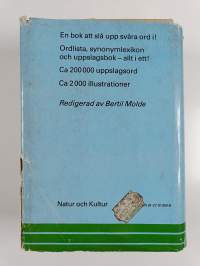 En bok att slå upp svåra ord i!
Ordlista, synonymlexikon
och uppslagsbok – allt i ett!
Ca 200 000 uppslagsord
Ca 2 000 illustrationer
Redigerad av Bertil Molde
Natur och Kultur